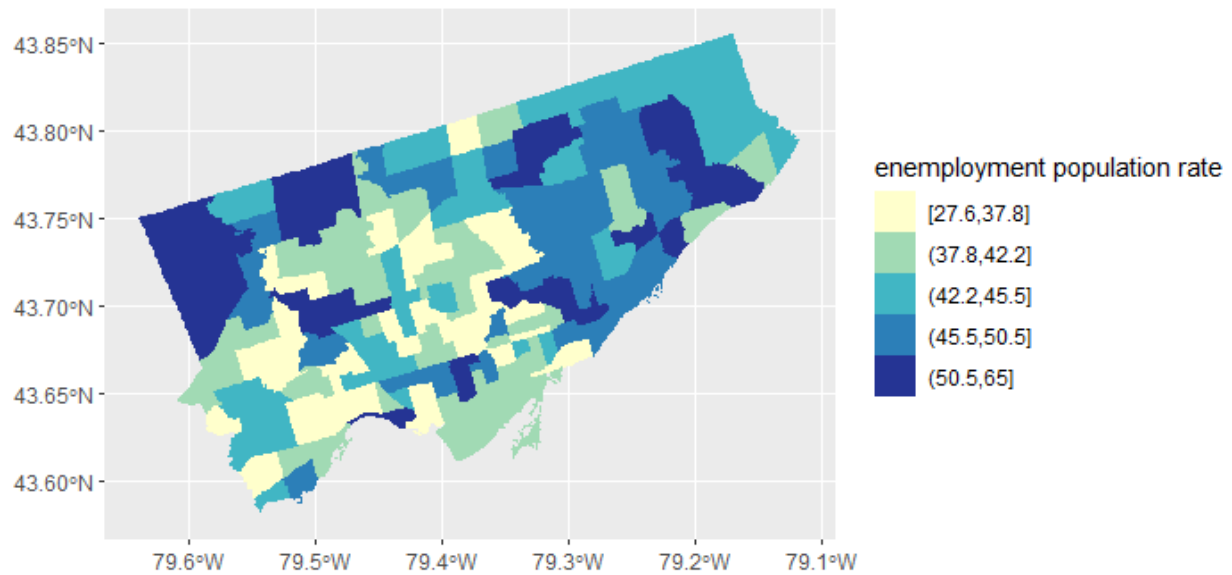 43.85°N
43.80°N
43.75°N
43.70°N
43.65°N
43.60°N
79.6°W 79.5°W 79.4°W 79.3°W 79.2°W 79.1°W
enemployment population rate
[27.6,37.8]
(37.8,42.2]
(42.2,45.5]
(45.5,50.5]
(50.5,65]